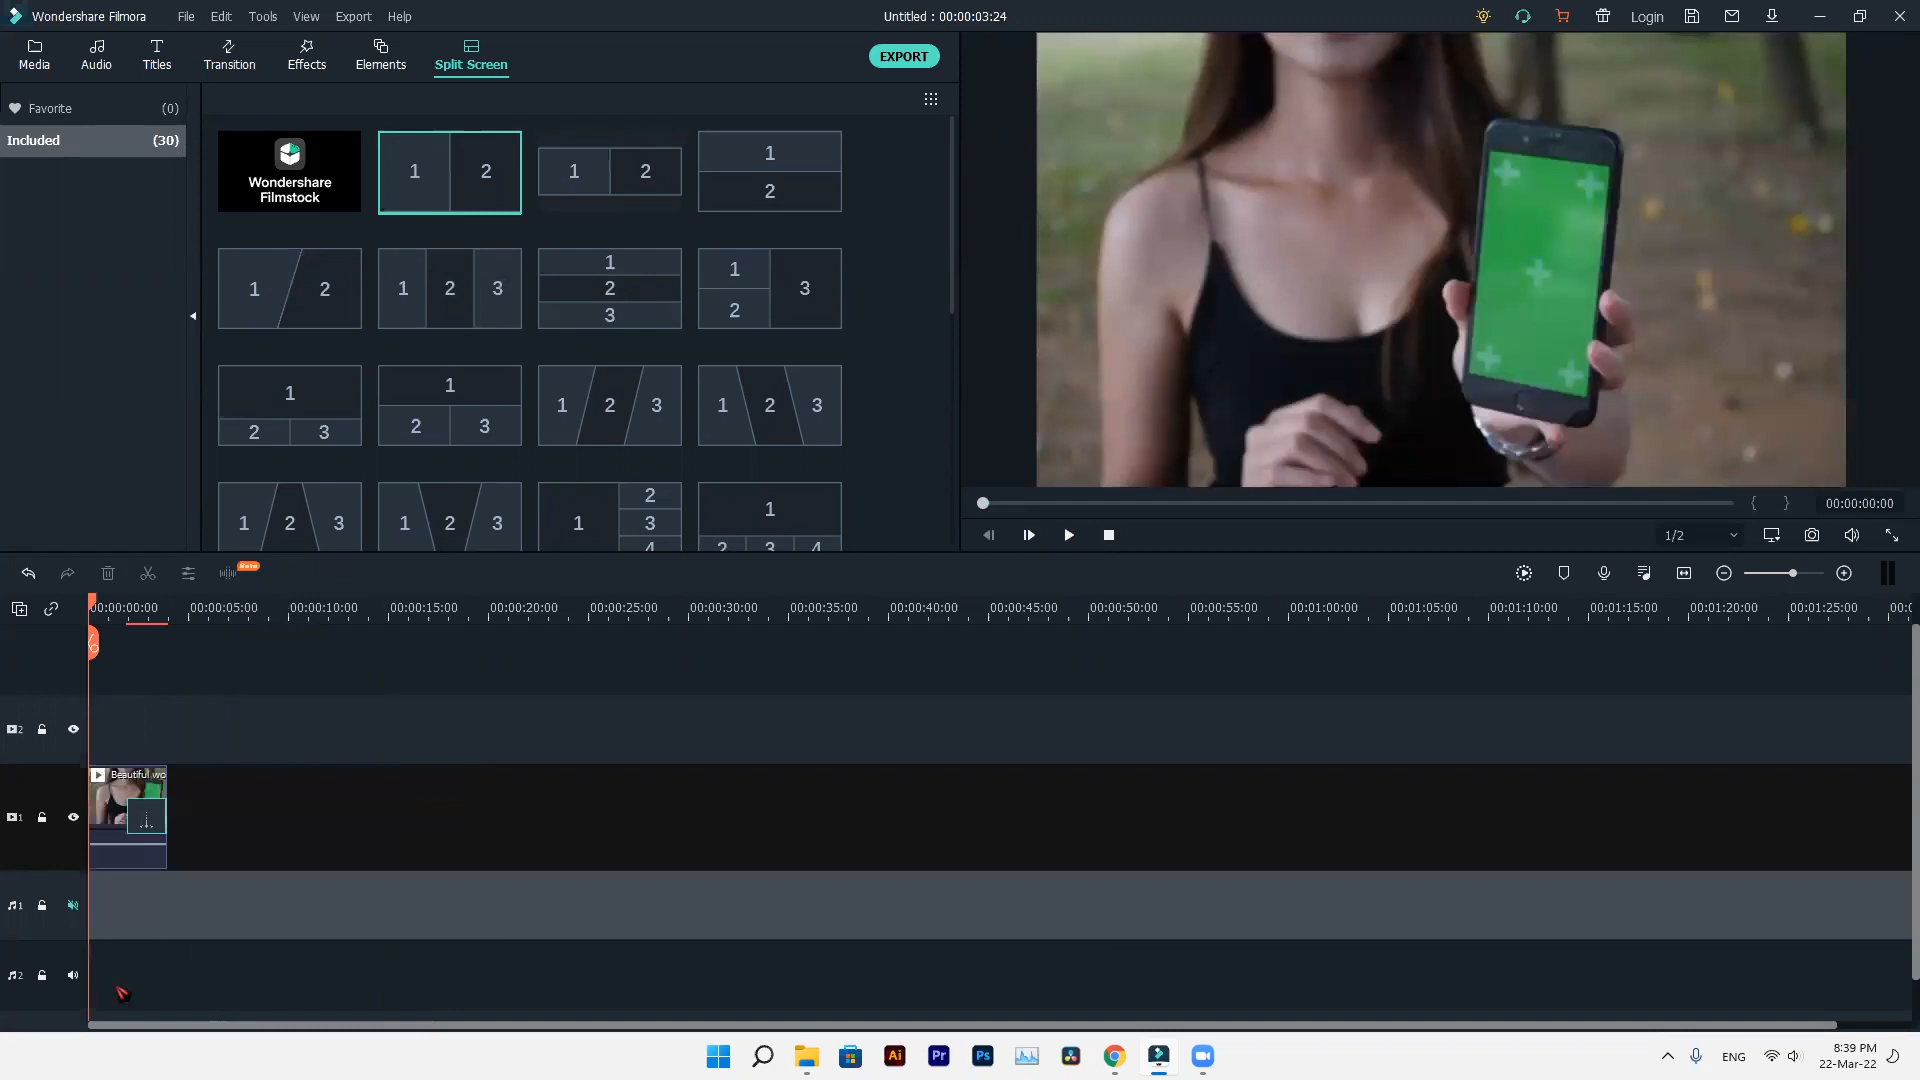 Wondershare Filmora
File Edit Tools View Export Help
Untitled : 00:00:03:24
Login
Media Audio Titles Transition Effects Elements Split Screen
EXPORT
Favorite (0)
Included (30)
Wondershare
Filmstock
1 2
1 2
1
2
1 2
1 2 3
1
2
3
1
2
3
1
2 3
1
2 3
1 2 3
1 2 3
1 2 3
1 2 3
1
2
3
4
1
2 3 4
00:00:00:00
1/2
00:00:00:00 00:00:05:00 00:00:10:00 00:00:15:00 00:00:20:00 00:00:25:00 00:00:30:00 00:00:35:00 00:00:40:00 00:00:45:00 00:00:50:00 00:00:55:00 00:01:00:00 00:01:05:00 00:01:10:00 00:01:15:00 00:01:20:00 00:01:25:00
2
Beautiful wo
1
1
2
Ai Pr Ps
ENG
8:39 PM
22-Mar-22